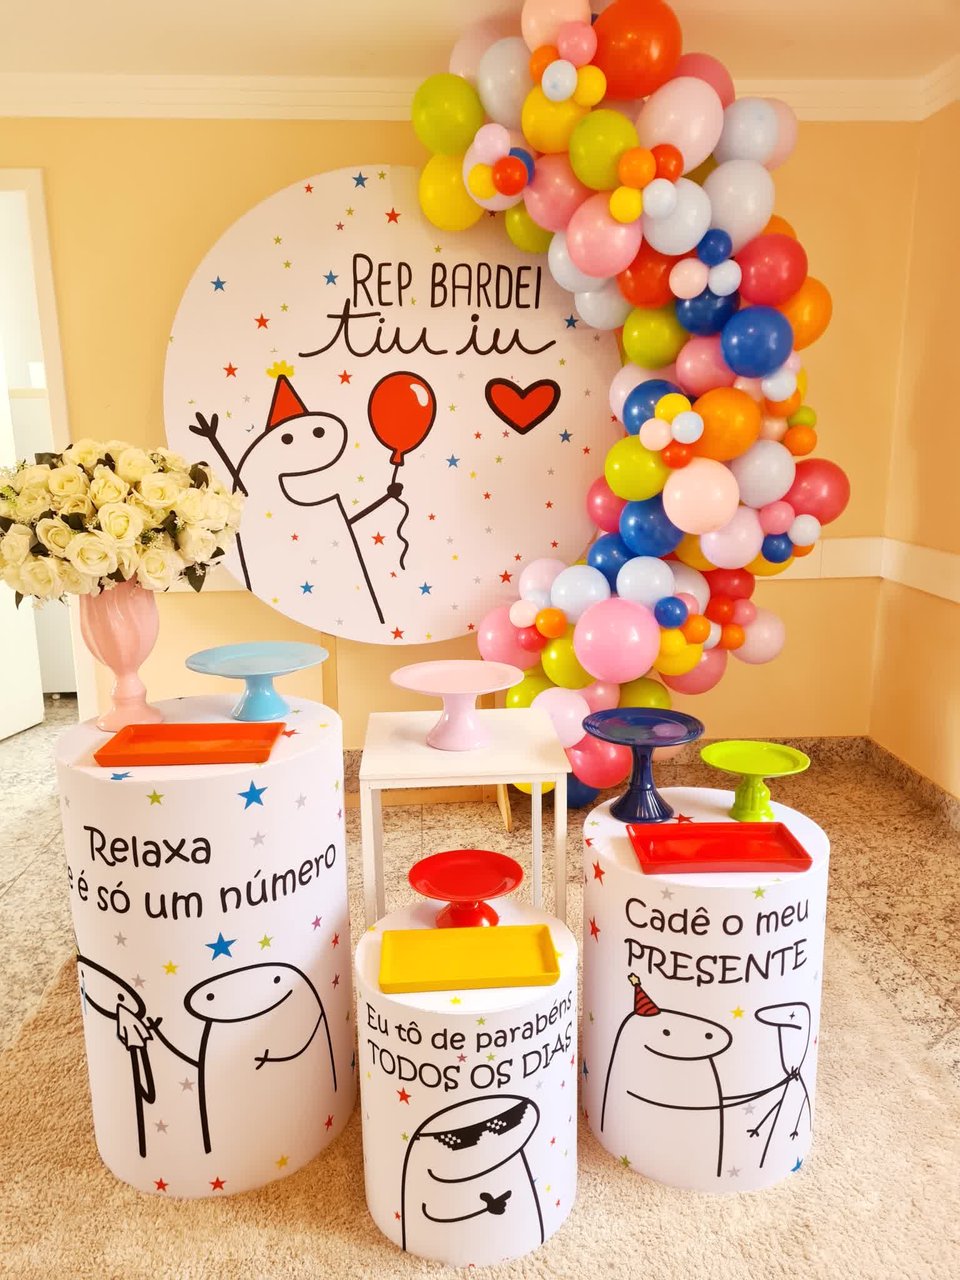 REP BARDEI
tiu iu
Relaxa
e é só um número
Eu tô de parabéns
TODOS OS DIAS
Cadê o meu
PRESENTE